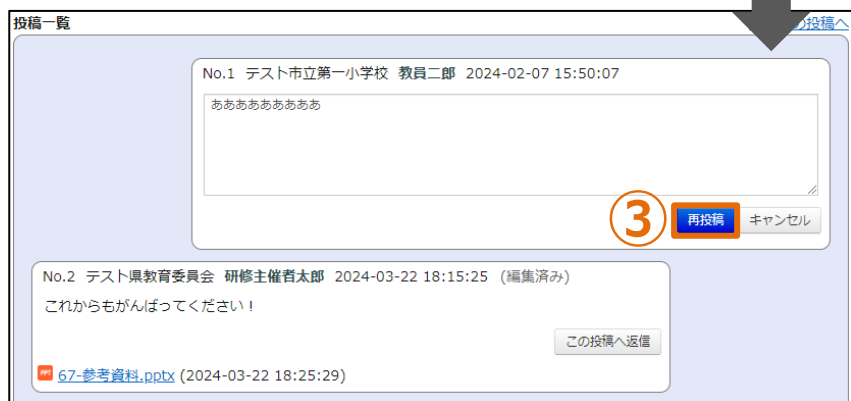 投稿一覧
の投稿へ
No.1 テスト市立第一小学校 教員二郎 2024-02-07 15:50:07
あああああああああ
③ 再投稿 キャンセル
No.2 テスト県教育委員会 研修主催者太郎 2024-03-22 18:15:25 (編集済み)
これからもがんばってください！
この投稿へ返信
67-参考資料.pptx (2024-03-22 18:25:29)